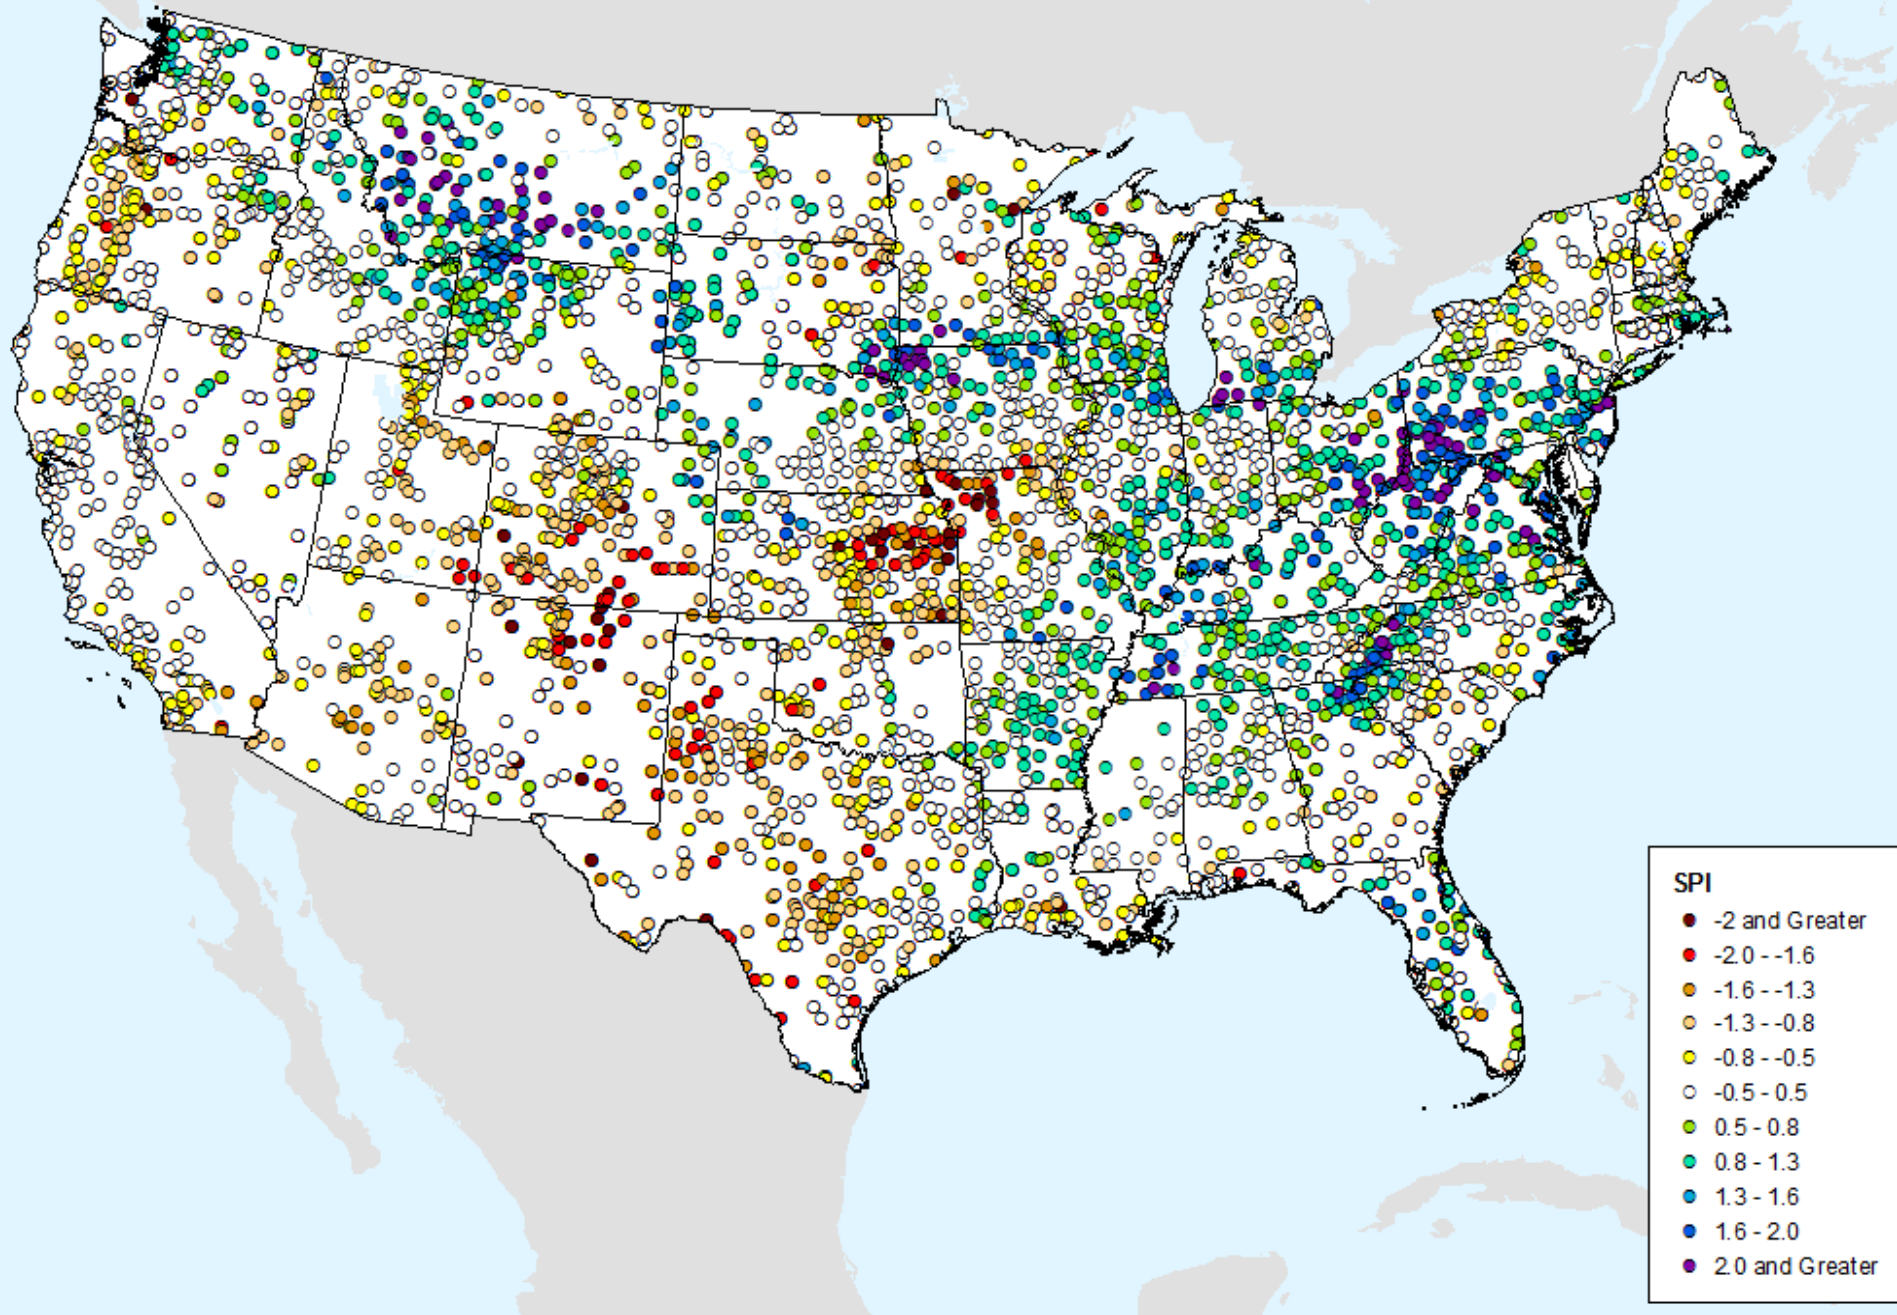 SPI
-2 and Greater
-2.0 - -1.6
-1.6 - -1.3
-1.3 - -0.8
-0.8 - -0.5
-0.5 - 0.5
0.5 - 0.8
0.8 - 1.3
1.3 - 1.6
1.6 - 2.0
2.0 and Greater